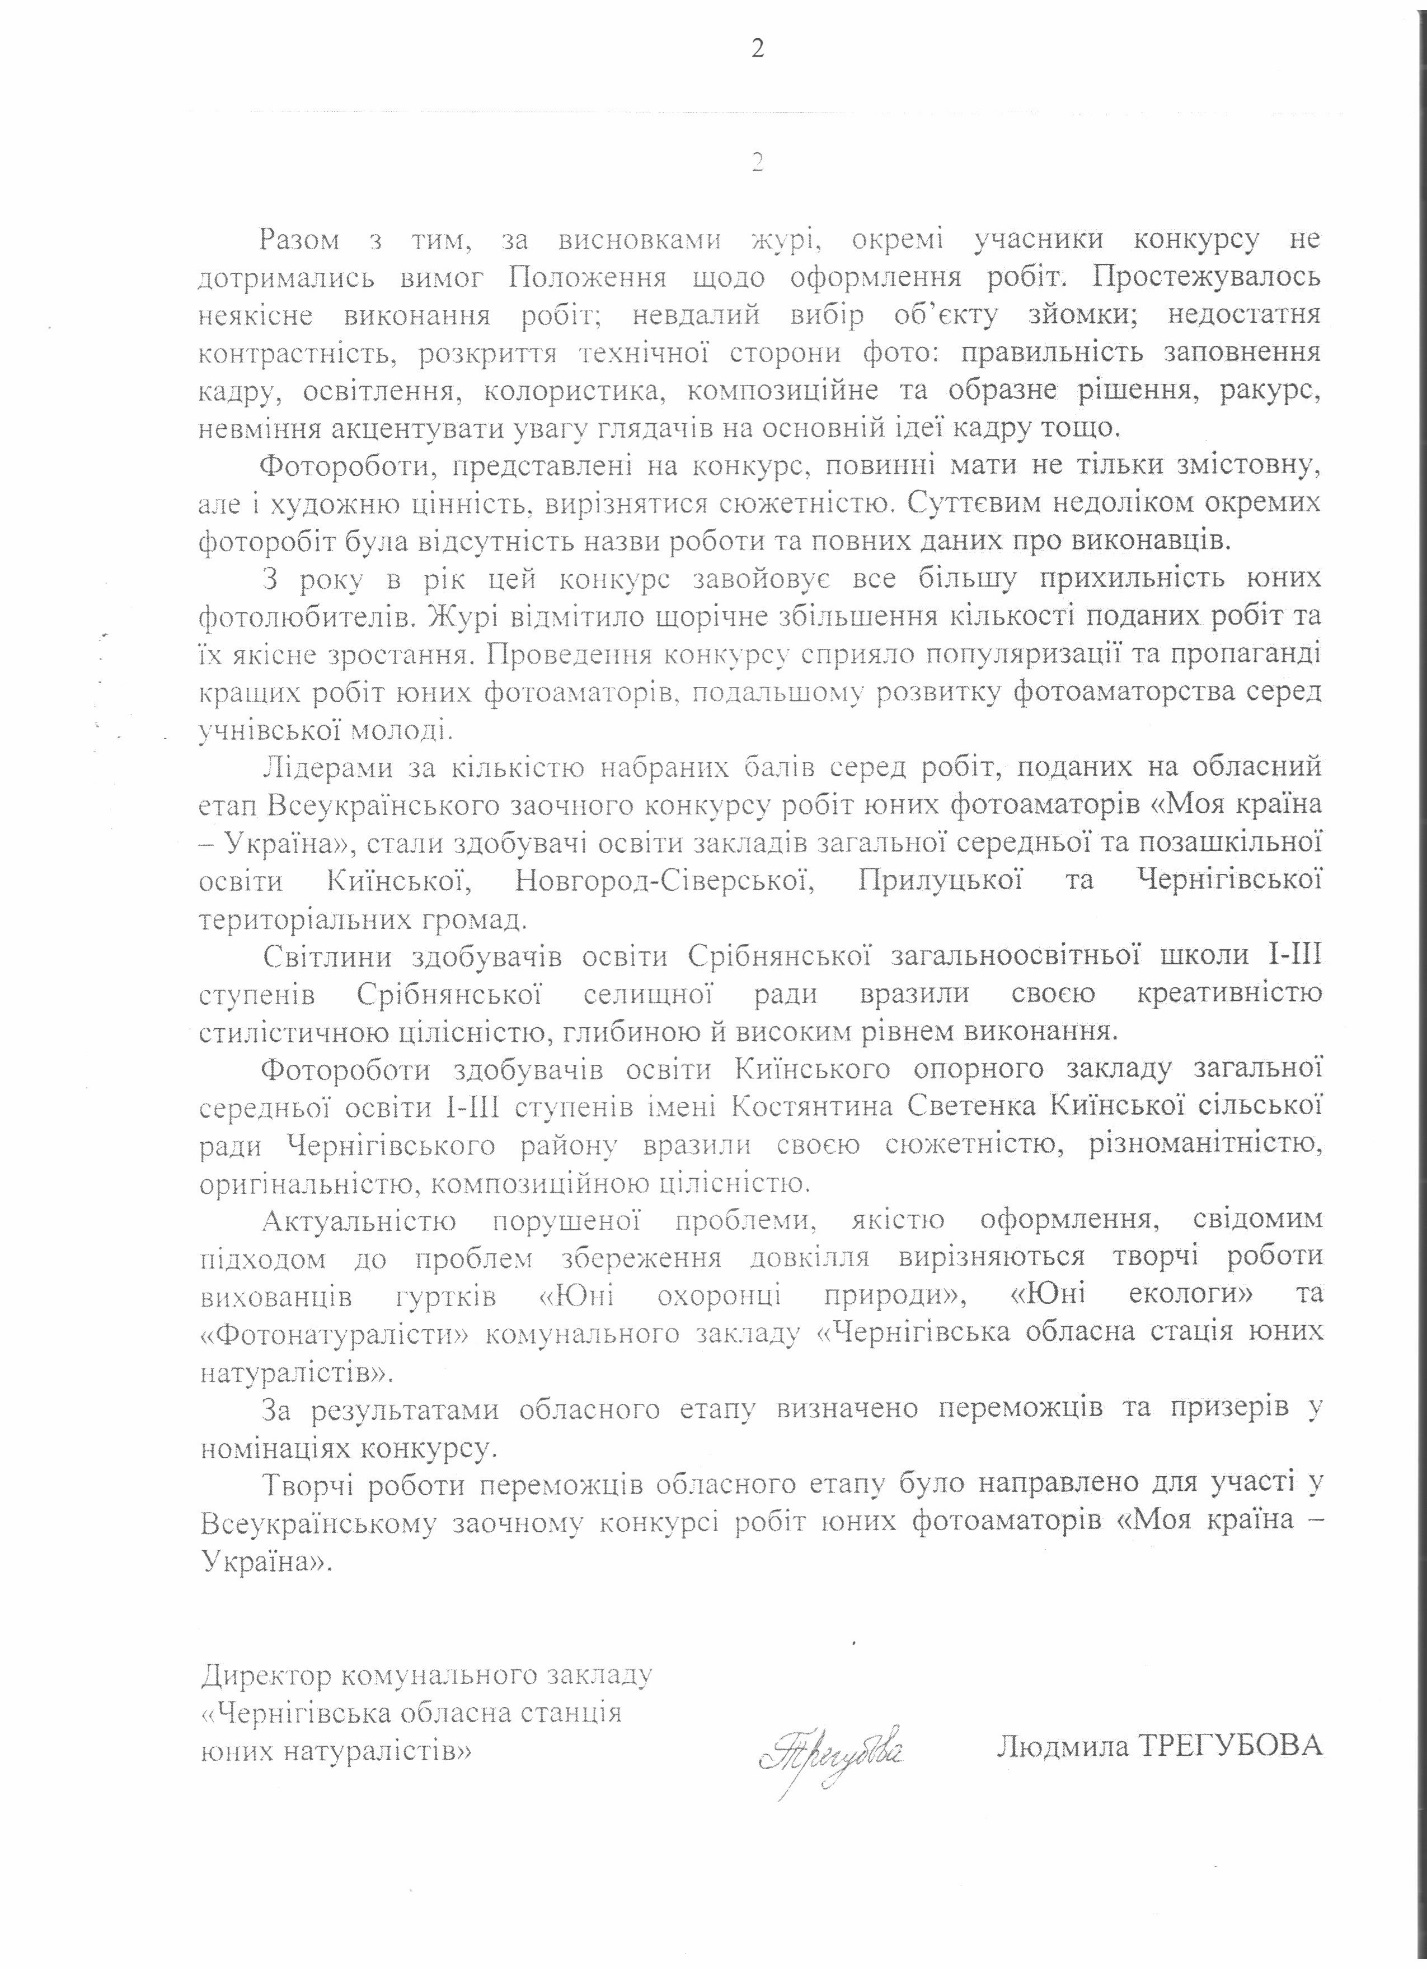 2
2
Разом з тим, за висновками журі, окремі учасники конкурсу не
дотримались вимог Положення щодо оформлення робіт. Простежувалось
неякісне виконання робіт; невдалий вибір об'єкту зйомки; недостатня
контрастність, розкриття технічної сторони фото: правильність заповнення
кадру, освітлення, колористика, композиційне та образне рішення, ракурс,
невміння акцентувати увагу глядачів на основній ідеї кадру тощо.
Фотороботи, представлені на конкурс, повинні мати не тільки змістовну,
але і художню цінність, вирізнятися сюжетністю. Суттєвим недоліком окремих
фоторобіт була відсутність назви роботи та повних даних про виконавців.
З року в рік цей конкурс завойовує все більшу прихильність юних
фотолюбителів. Журі відмітило щорічне збільшення кількості поданих робіт та
їх якісне зростання. Проведення конкурсу сприяло популяризації та пропаганді
кращих робіт юних фотоаматорів, подальшому розвитку фотоаматорства серед
учнівської молоді.
Лідерами за кількістю набраних балів серед робіт, поданих на обласний
етап Всеукраїнського заочного конкурсу робіт юних фотоаматорів «Моя країна
– Україна», стали здобувачі освіти закладів загальної середньої та позашкільної
освіти Киїнської, Новгород-Сіверської, Прилуцької та Чернігівської
територіальних громад.
Світлини здобувачів освіти Срібнянської загальноосвітньої школи І-ІІІ
ступенів Срібнянської селищної ради вразили своєю креативністю
стилістичною цілісністю, глибиною й високим рівнем виконання.
Фотороботи здобувачів освіти Киїнського опорного закладу загальної
середньої освіти І-ІІІ ступенів імені Костянтина Светенка Киїнської сільської
ради Чернігівського району вразили своєю сюжетністю, різноманітністю,
оригінальністю, композиційною цілісністю.
Актуальністю порушеної проблеми, якістю оформлення, свідомим
підходом до проблем збереження довкілля вирізняються творчі роботи
вихованців гуртків «Юні охоронці природи», «Юні екологи» та
«Фотонатуралісти» комунального закладу «Чернігівська обласна стація юних
натуралістів».
За результатами обласного етапу визначено переможців та призерів у
номінаціях конкурсу.
Творчі роботи переможців обласного етапу було направлено для участі у
Всеукраїнському заочному конкурсі робіт юних фотоаматорів «Моя країна –
Україна».
Директор комунального закладу
«Чернігівська обласна станція
юних натуралістів»
Трегубова
Людмила ТРЕГУБОВА